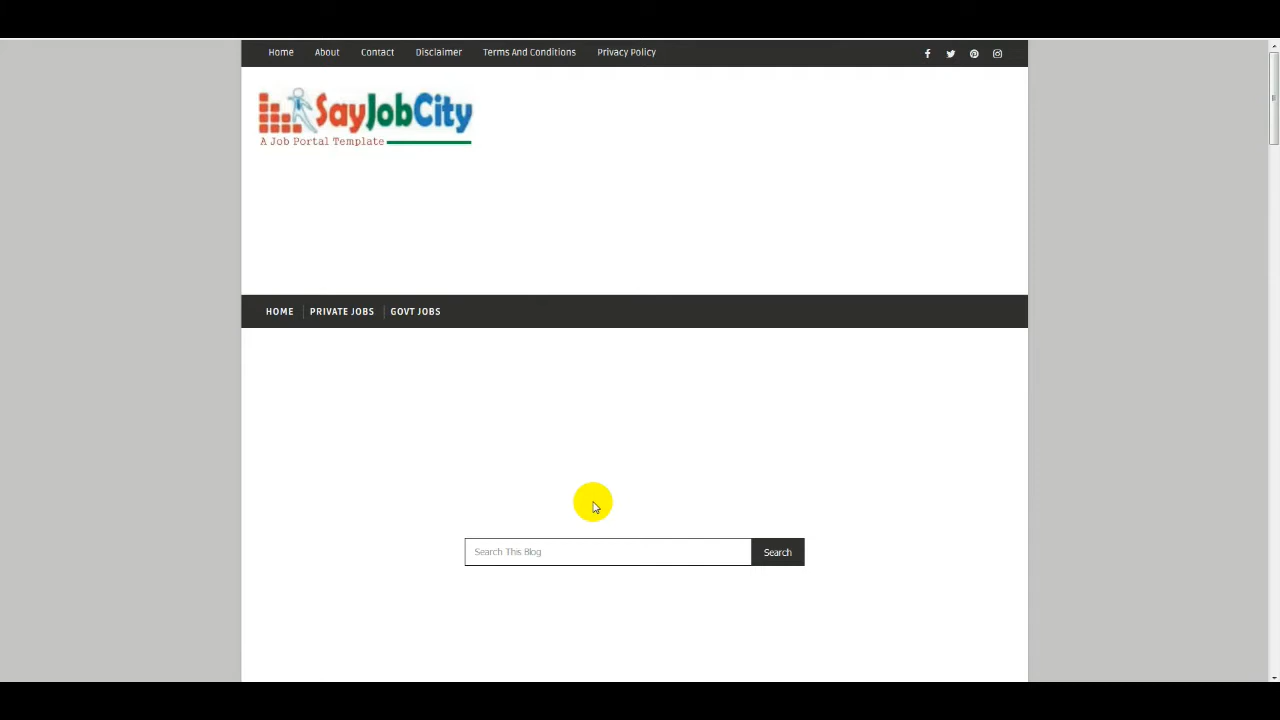 Home About Contact Disclaimer Terms And Conditions Privacy Policy
SayJobCity
A Job Portal Template
HOME PRIVATE JOBS GOVT JOBS
Search This Blog Search